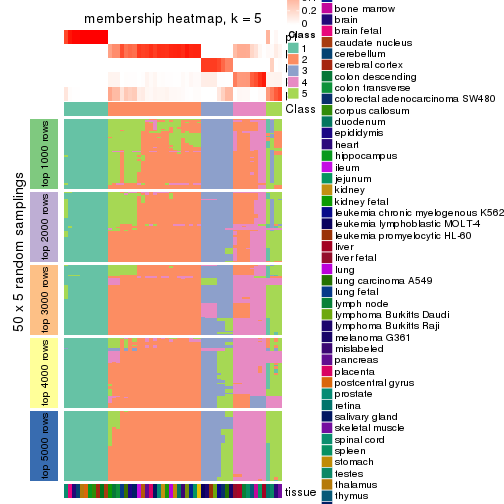 membership heatmap, k = 5
0.2
0
Class
1
2
3
4
5
Class
50 x 5 random samplings
top 1000 rows
top 2000 rows
top 3000 rows
top 4000 rows
top 5000 rows
tissue
bone marrow
brain
brain fetal
caudate nucleus
cerebellum
cerebral cortex
colon descending
colon transverse
colorectal adenocarcinoma SW480
corpus callosum
duodenum
epididymis
heart
hippocampus
ileum
jejunum
kidney
kidney fetal
leukemia chronic myelogenous K562
leukemia lymphoblastic MOLT-4
leukemia promyelocytic HL-60
liver
liver fetal
lung
lung carcinoma A549
lung fetal
lymph node
lymphoma Burkitts Daudi
lymphoma Burkitts Raji
melanoma G361
mislabeled
pancreas
placenta
postcentral gyrus
prostate
retina
salivary gland
skeletal muscle
spinal cord
spleen
stomach
testes
thalamus
thymus